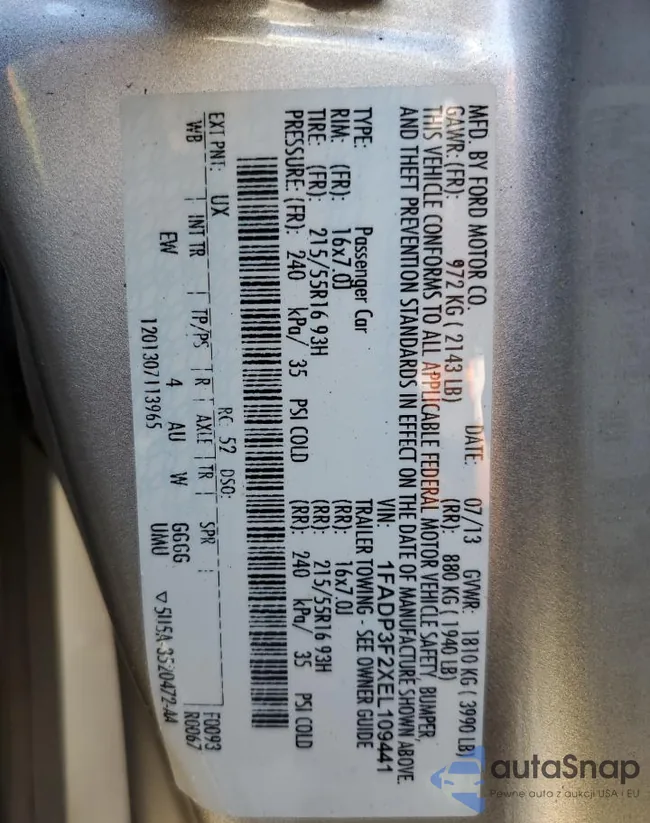 MFD. BY FORD MOTOR CO.
DATE: 07/13 GVWR: 1810 KG ( 3990 LB)
GAWR: (FR): 972 KG ( 2143 LB) (RR): 880 KG ( 1940 LB)
THIS VEHICLE CONFORMS TO ALL APPLICABLE FEDERAL MOTOR VEHICLE SAFETY, BUMPER,
AND THEFT PREVENTION STANDARDS IN EFFECT ON THE DATE OF MANUFACTURE SHOWN ABOVE.
VIN: 1FADP3F2XEL109441
TYPE: Passenger Car TRAILER TOWING - SEE OWNER GUIDE
RIM: (FR): 16x7.0J (RR): 16x7.0J
TIRE: (FR): 215/55R16 93H (RR): 215/55R16 93H
PRESSURE: (FR): 240 kPa/ 35 PSI COLD (RR): 240 kPa/ 35 PSI COLD
EXT PNT: UX RC: 52 DSO: F0093
WB INT TR TP/PS R AXLE TR SPR R0067
EW 4 AU W GGGG
UMU
1201307113965
5U5A-3520472-AA
autaSnap
Pewne auto z aukcji USA i EU